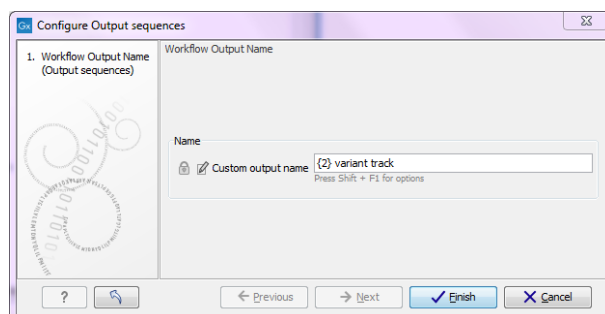 Gx Configure Output sequences
1. Workflow Output Name
(Output sequences)
Workflow Output Name
Name
Custom output name {2} variant track
Press Shift + F1 for options
? Previous Next Finish Cancel